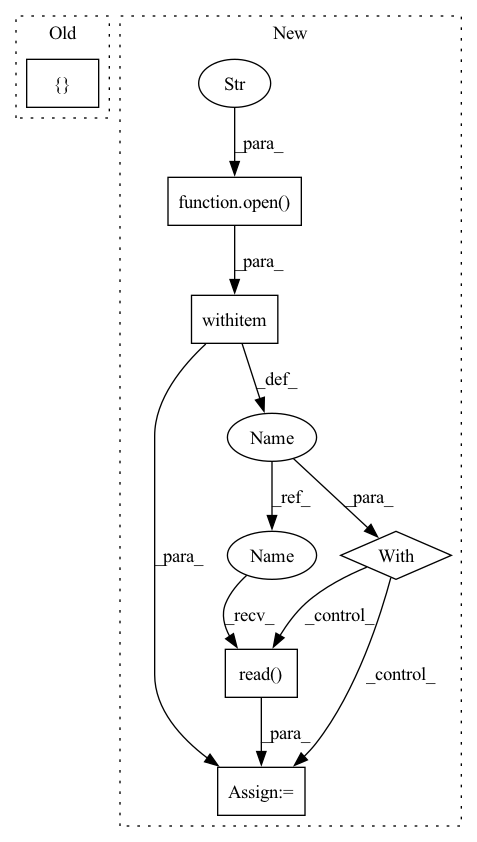 Old
New
{}
Str
_para_
function.open()
_para_
withitem
_def_
Name
_ref_
_para_
_para_
Name
With
_recv_
_control_
read()
_control_
_para_
Assign:=